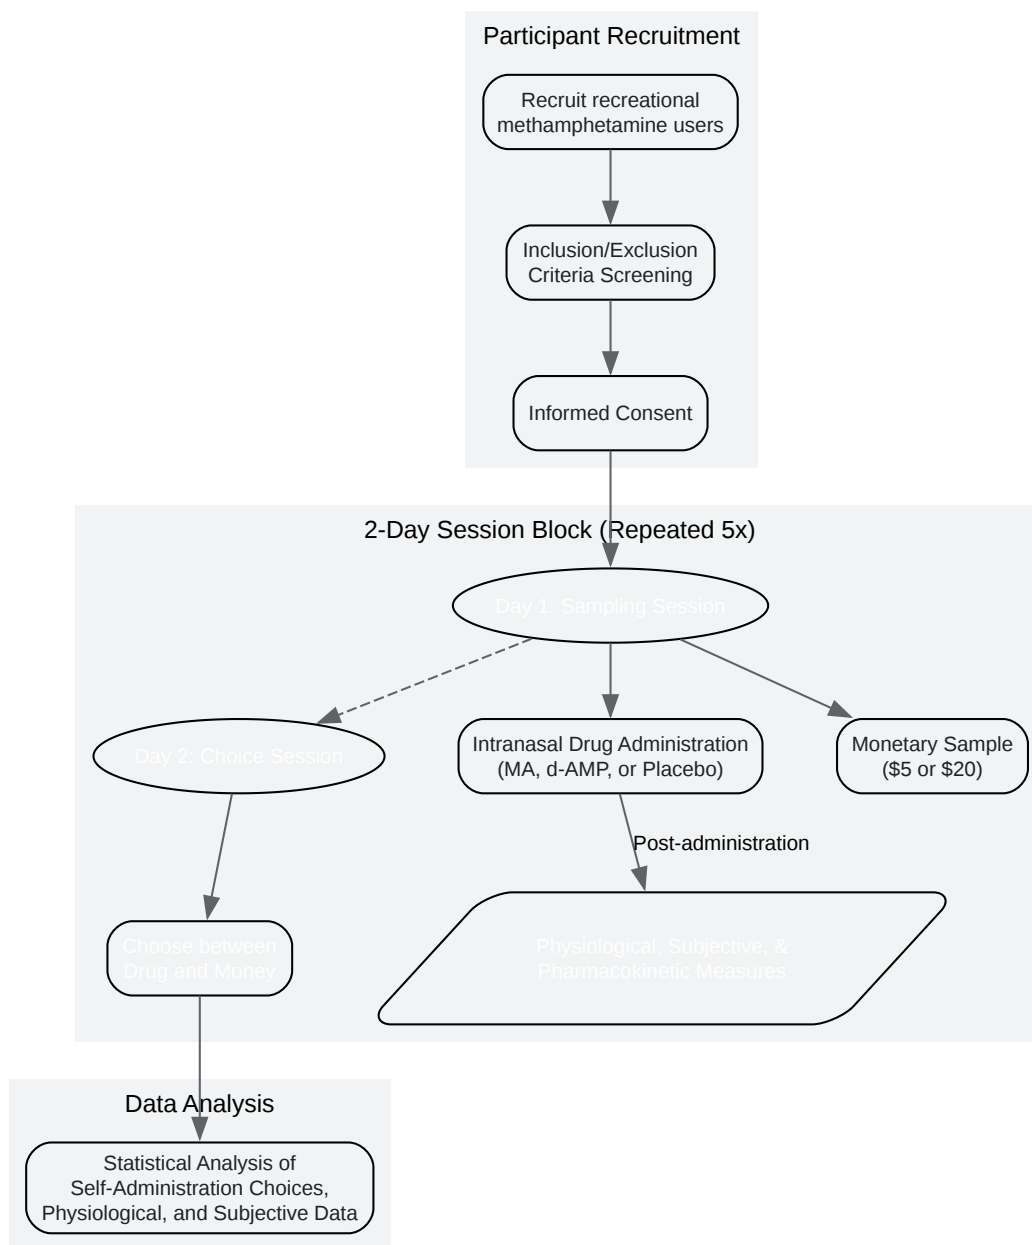 Participant Recruitment
Recruit recreational
methamphetamine users
Inclusion/Exclusion
Criteria Screening
Informed Consent
2-Day Session Block (Repeated 5x)
Day 1: Sampling Session
Day 2: Choice Session
Intranasal Drug Administration
(MA, d-AMP, or Placebo)
Monetary Sample
($5 or $20)
Post-administration
Choose between
Drug and Money
Physiological, Subjective, &
Pharmacokinetic Measures
Data Analysis
Statistical Analysis of
Self-Administration Choices,
Physiological, and Subjective Data